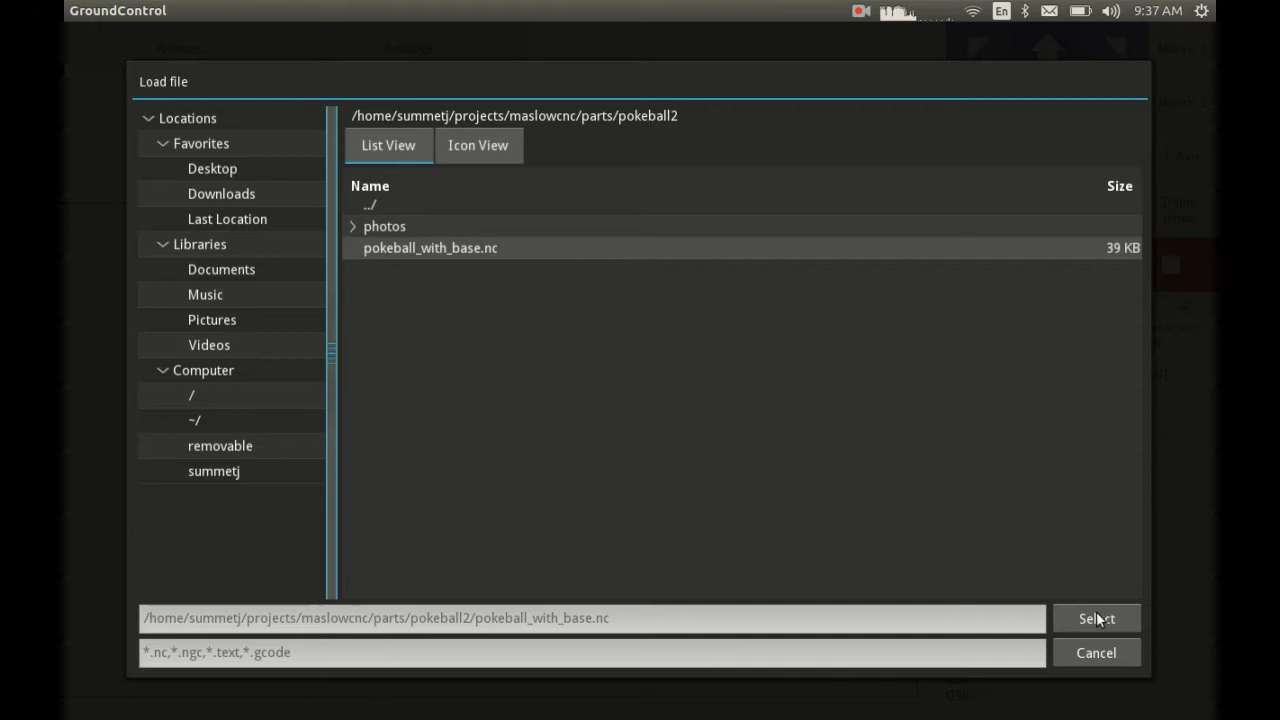 GroundControl
En
9:37 AM
Load file
Locations
Favorites
Desktop
Downloads
Last Location
Libraries
Documents
Music
Pictures
Videos
Computer
/
~/
removable
summetj
/home/summetj/projects/maslowcnc/parts/pokeball2
List View
Icon View
Name
Size
../
photos
pokeball_with_base.nc
39 KB
/home/summetj/projects/maslowcnc/parts/pokeball2/pokeball_with_base.nc
Select
*.nc,*.ngc,*.text,*.gcode
Cancel